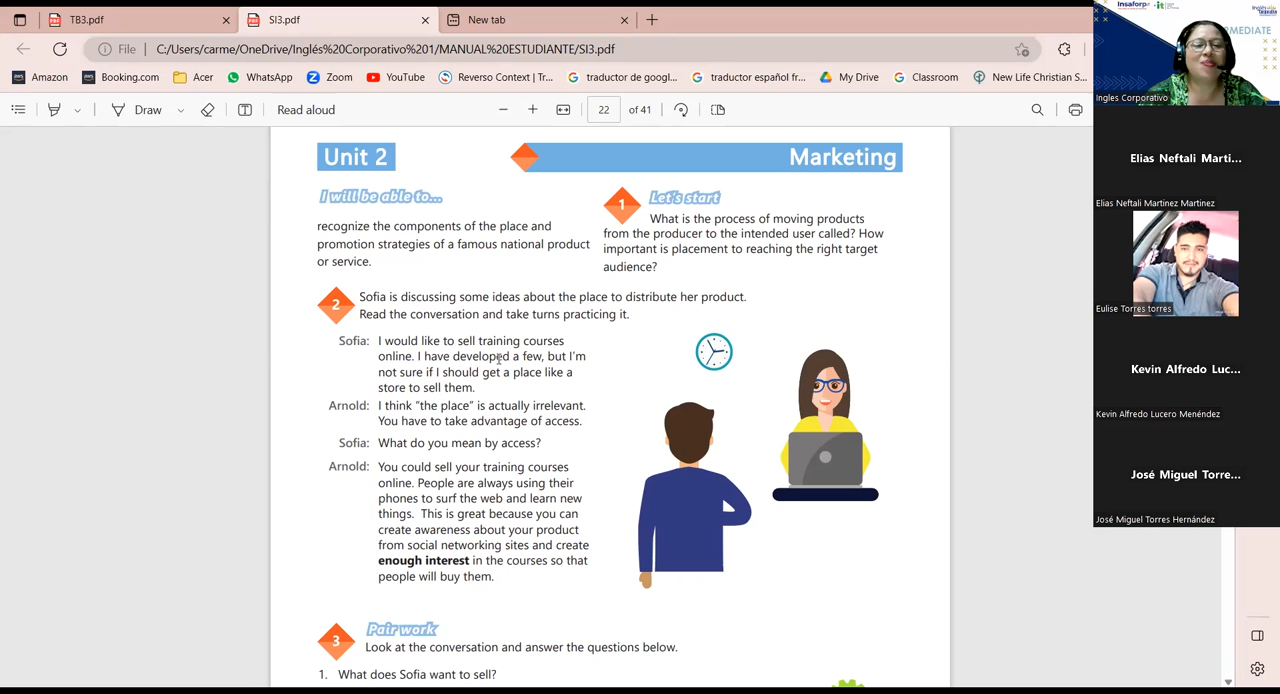 TB3.pdf
SI3.pdf
New tab
File
C:/Users/carme/OneDrive/Inglés%20Corporativo%201/MANUAL%20ESTUDIANTE/SI3.pdf
Amazon
Booking.com
Acer
WhatsApp
Zoom
YouTube
Reverso Context | Tr...
traductor de googl...
traductor español fr...
My Drive
Classroom
New Life Christian S...
Draw
Read aloud
22
of 41
Unit 2
Marketing
I will be able to...
recognize the components of the place and
promotion strategies of a famous national product
or service.
1
Let's start
What is the process of moving products
from the producer to the intended user called? How
important is placement to reaching the right target
audience?
2
Sofia is discussing some ideas about the place to distribute her product.
Read the conversation and take turns practicing it.
Sofia: I would like to sell training courses
online. I have developed a few, but I'm
not sure if I should get a place like a
store to sell them.
Arnold: I think "the place" is actually irrelevant.
You have to take advantage of access.
Sofia: What do you mean by access?
Arnold: You could sell your training courses
online. People are always using their
phones to surf the web and learn new
things. This is great because you can
create awareness about your product
from social networking sites and create
enough interest in the courses so that
people will buy them.
3
Pair work
Look at the conversation and answer the questions below.
1. What does Sofia want to sell?
Insaforp
it
MEDIATE
Ingles Corporativo
Elias Neftali Marti...
Elias Neftali Martinez Martinez
Eulise Torres torres
Kevin Alfredo Luc...
Kevin Alfredo Lucero Menéndez
José Miguel Torre...
José Miguel Torres Hernández